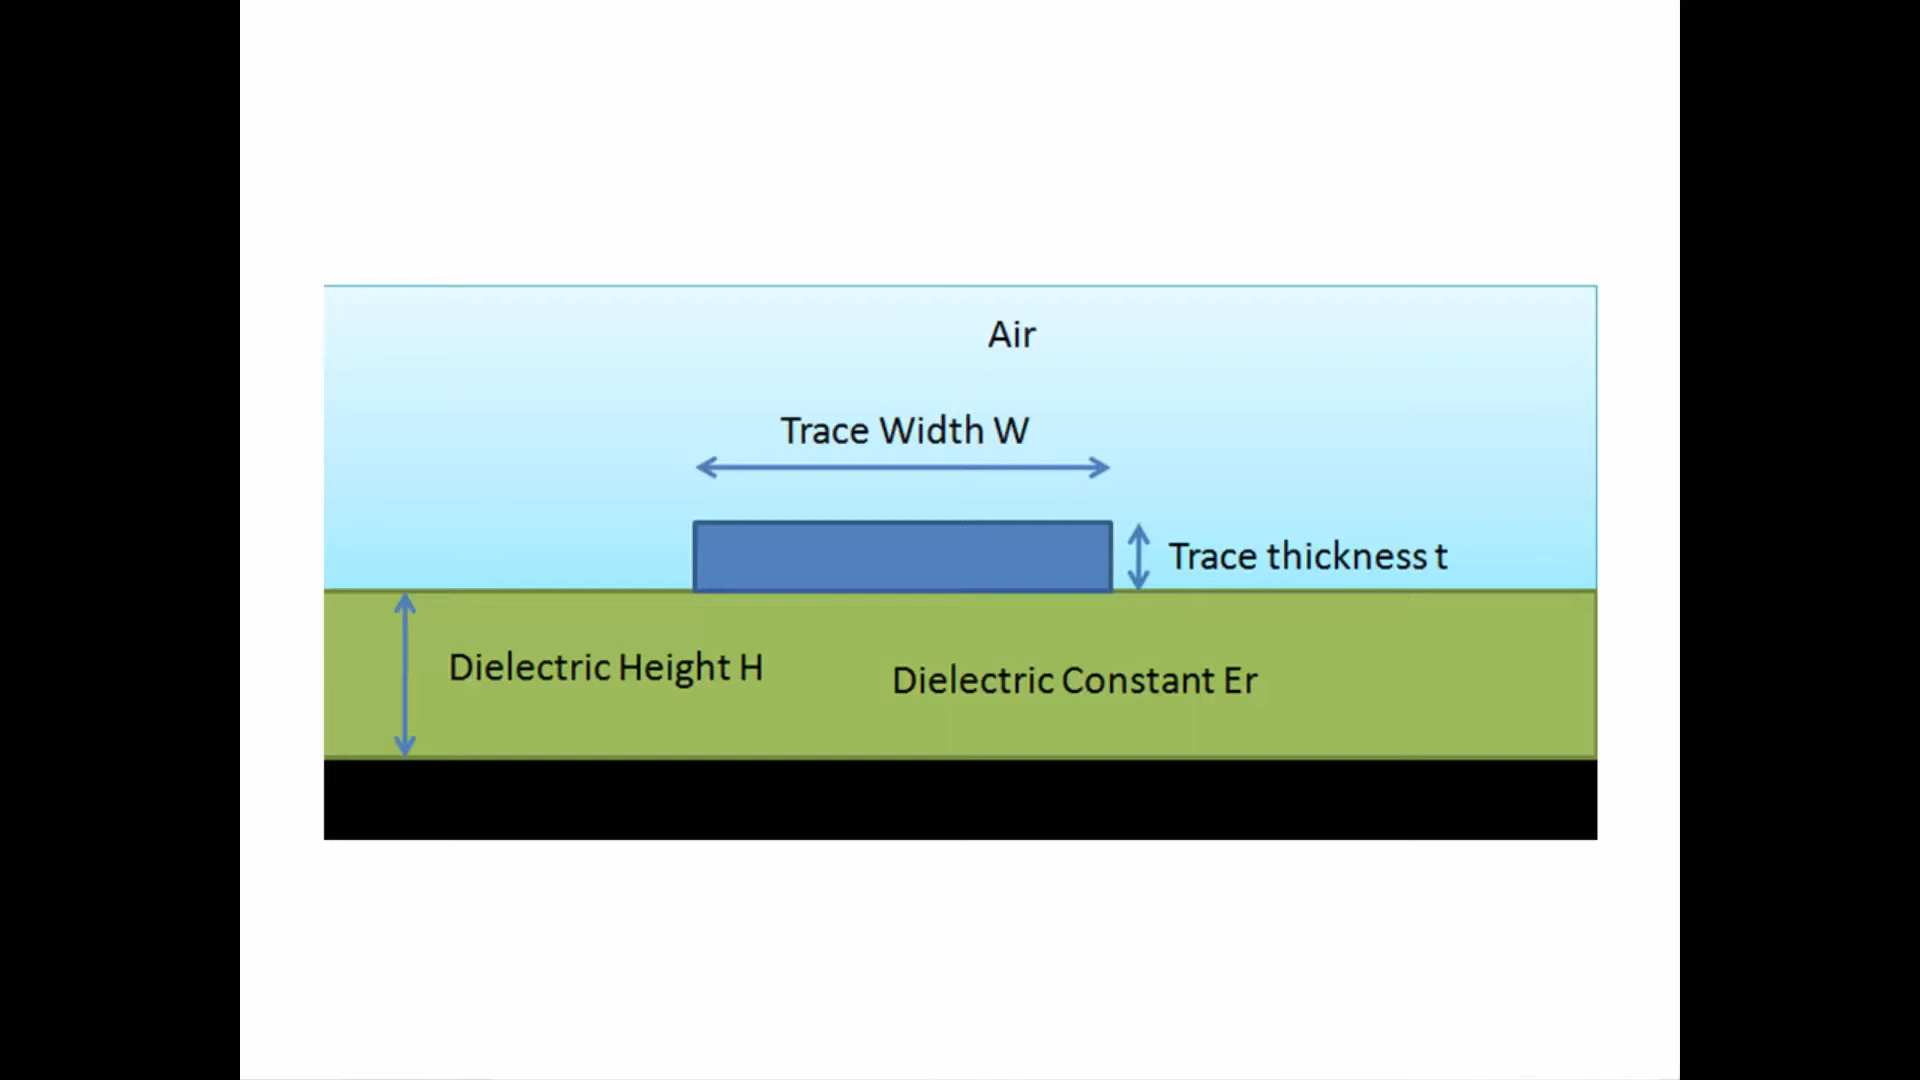 Air
Trace Width W
Trace thickness t
Dielectric Height H
Dielectric Constant Er